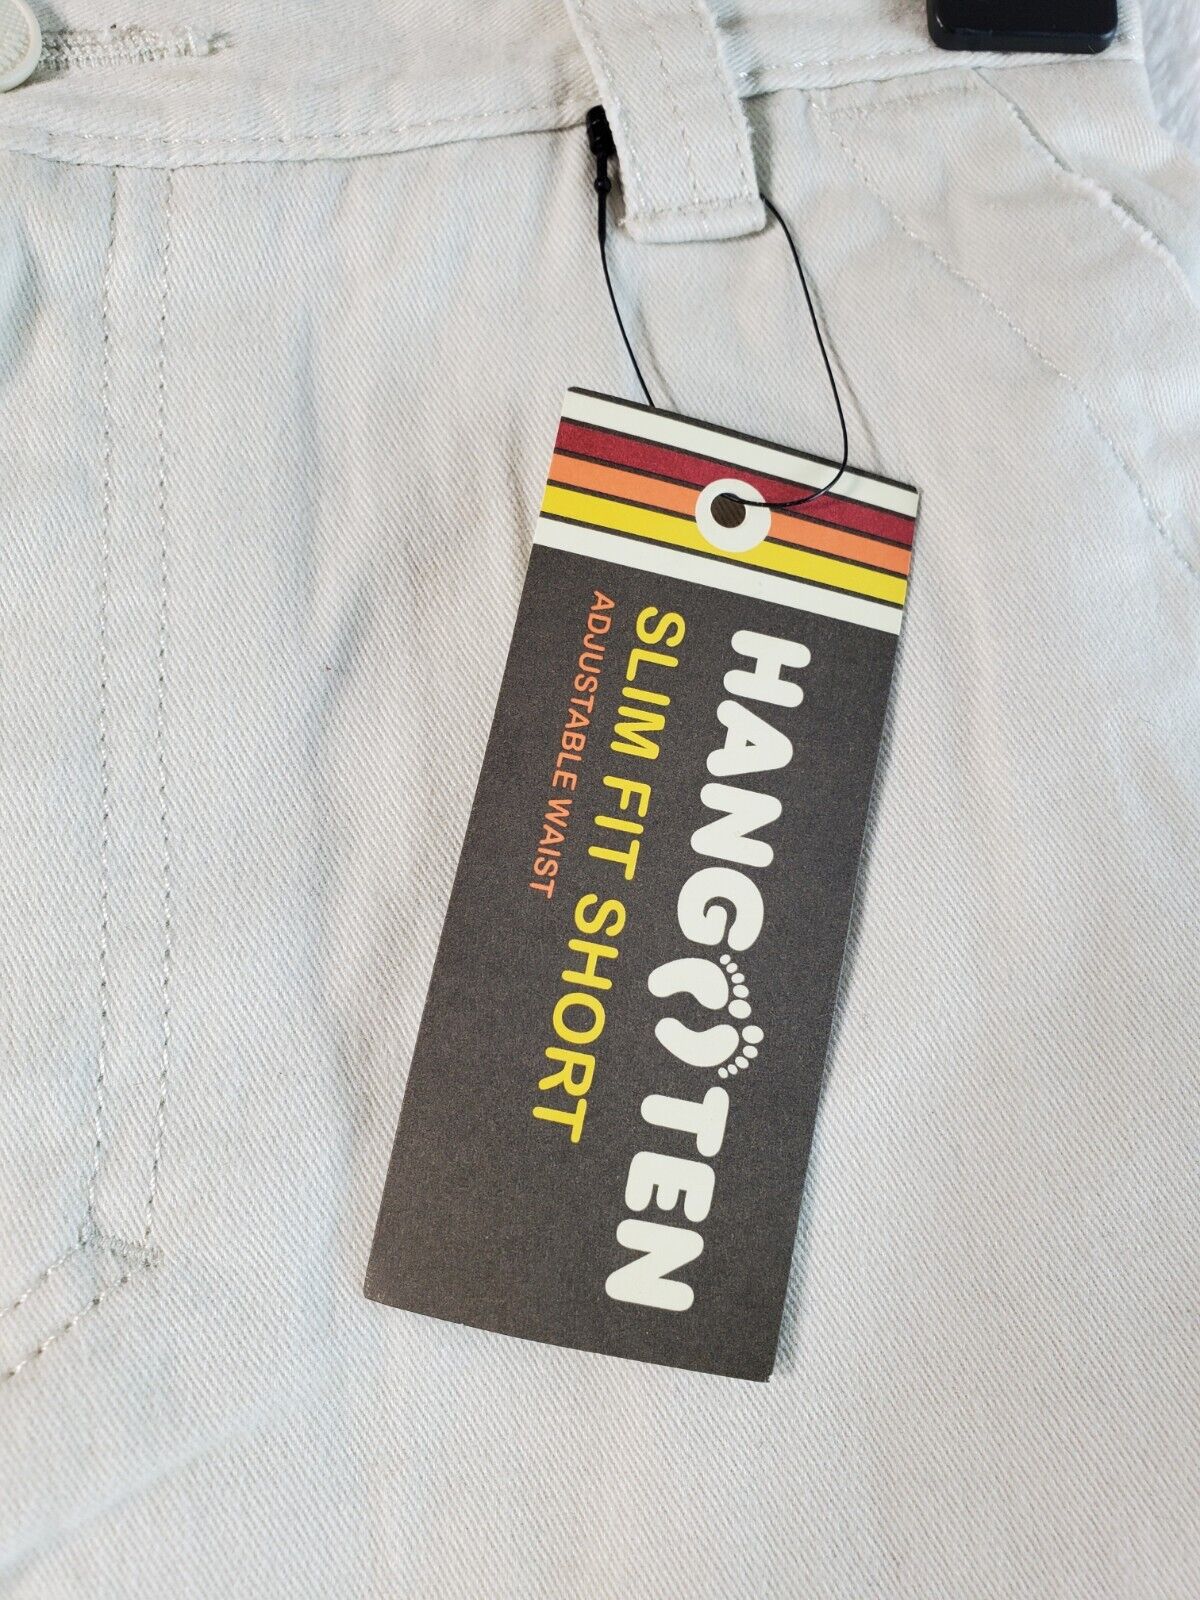 HANG TEN
SLIM FIT SHORT
ADJUSTABLE WAIST